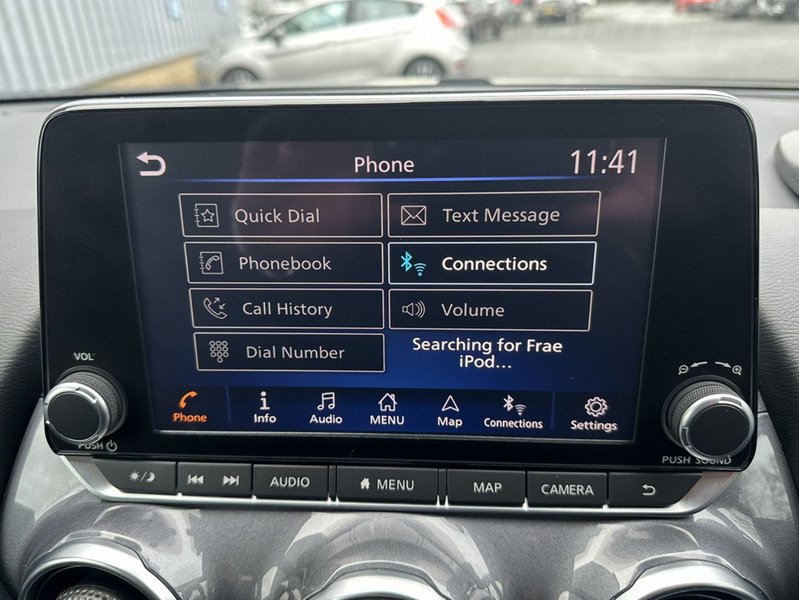 Phone
11:41
Quick Dial
Text Message
Phonebook
Connections
Call History
Volume
Dial Number
Searching for Frae
iPod...
VOL
PUSH
Phone
Info
Audio
MENU
Map
Connections
Settings
PUSH SOUND
AUDIO
MENU
MAP
CAMERA